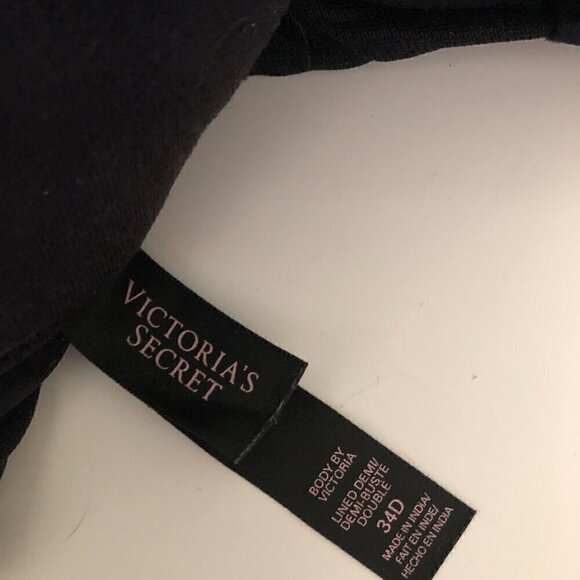 VICTORIA'S
SECRET
BODY BY
VICTORIA
LINED DEMI/
DEMI-BUSTE
DOUBLE
34D
MADE IN INDIA/
FAIT EN INDE/
HECHO EN INDIA